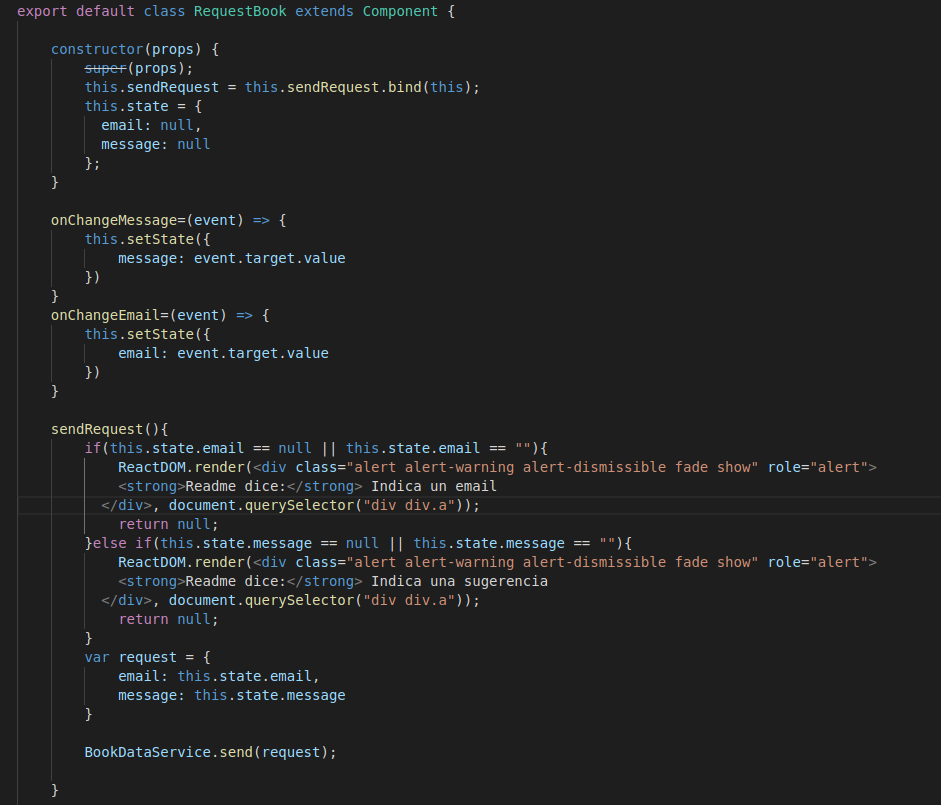 export default class RequestBook extends Component {
constructor(props) {
super(props);
this.sendRequest = this.sendRequest.bind(this);
this.state = {
email: null,
message: null
};
}
onChangeMessage=(event) => {
this.setState({
message: event.target.value
})
}
onChangeEmail=(event) => {
this.setState({
email: event.target.value
})
}
sendRequest(){
if(this.state.email == null || this.state.email == ""){
ReactDOM.render(<div class="alert alert-warning alert-dismissible fade show" role="alert">
<strong>Readme dice:</strong> Indica un email
</div>, document.querySelector("div div.a"));
return null;
}else if(this.state.message == null || this.state.message == ""){
ReactDOM.render(<div class="alert alert-warning alert-dismissible fade show" role="alert">
<strong>Readme dice:</strong> Indica una sugerencia
</div>, document.querySelector("div div.a"));
return null;
}
var request = {
email: this.state.email,
message: this.state.message
}
BookDataService.send(request);
}